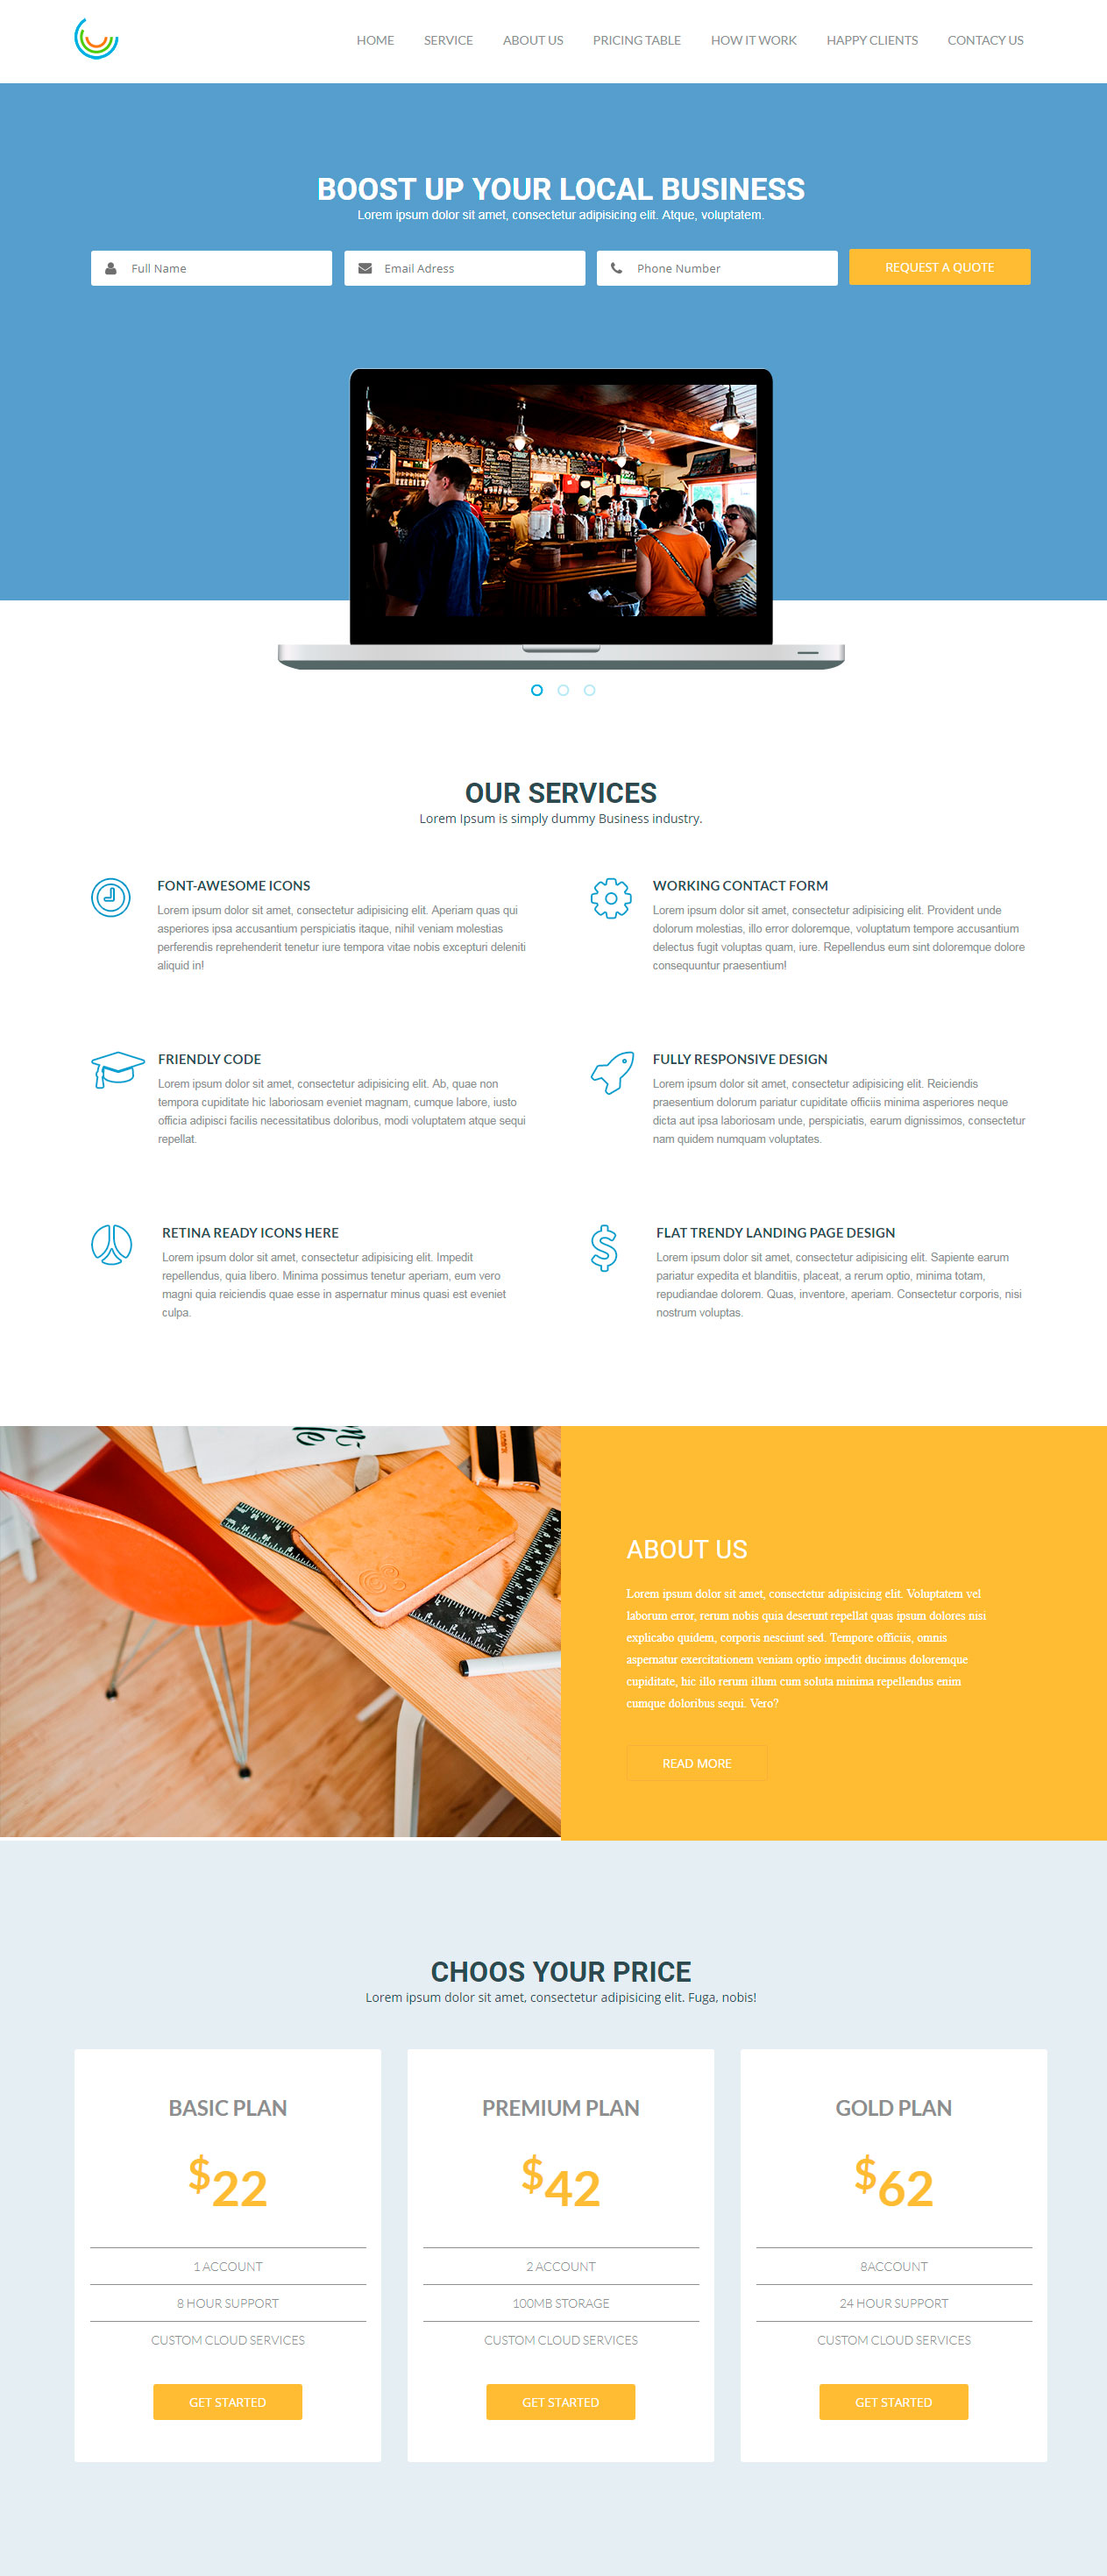 HOME SERVICE ABOUT US PRICING TABLE HOW IT WORK HAPPY CLIENTS CONTACY US
BOOST UP YOUR LOCAL BUSINESS
Lorem ipsum dolor sit amet, consectetur adipisicing elit. Atque, voluptatem.
Full Name
Email Adress
Phone Number
REQUEST A QUOTE
OUR SERVICES
Lorem Ipsum is simply dummy Business industry.
FONT-AWESOME ICONS
Lorem ipsum dolor sit amet, consectetur adipisicing elit. Aperiam quas qui
asperiores ipsa accusantium perspiciatis itaque, nihil veniam molestias
perferendis reprehenderit tenetur iure tempora vitae nobis excepturi deleniti
aliquid in!
WORKING CONTACT FORM
Lorem ipsum dolor sit amet, consectetur adipisicing elit. Provident unde
dolorum molestias, illo error doloremque, voluptatum tempore accusantium
delectus fugit voluptas quam, iure. Repellendus eum sint doloremque dolore
consequuntur praesentium!
FRIENDLY CODE
Lorem ipsum dolor sit amet, consectetur adipisicing elit. Ab, quae non
tempora cupiditate hic laboriosam eveniet magnam, cumque labore, iusto
officia adipisci facilis necessitatibus doloribus, modi voluptatem atque sequi
repellat.
FULLY RESPONSIVE DESIGN
Lorem ipsum dolor sit amet, consectetur adipisicing elit. Reiciendis
praesentium dolorum pariatur cupiditate officiis minima asperiores neque
dicta aut ipsa laboriosam unde, perspiciatis, earum dignissimos, consectetur
nam quidem numquam voluptates.
RETINA READY ICONS HERE
Lorem ipsum dolor sit amet, consectetur adipisicing elit. Impedit
repellendus, quia libero. Minima possimus tenetur aperiam, eum vero
magni quia reiciendis quae esse in aspernatur minus quasi est eveniet
culpa.
FLAT TRENDY LANDING PAGE DESIGN
Lorem ipsum dolor sit amet, consectetur adipisicing elit. Sapiente earum
pariatur expedita et blanditiis, placeat, a rerum optio, minima totam,
repudiandae dolorem. Quas, inventore, aperiam. Consectetur corporis, nisi
nostrum voluptas.
ABOUT US
Lorem ipsum dolor sit amet, consectetur adipisicing elit. Voluptatem vel
laborum error, rerum nobis quia deserunt repellat quas ipsum dolores nisi
explicabo quidem, corporis nesciunt sed. Tempore officiis, omnis
aspernatur exercitationem veniam optio impedit ducimus doloremque
cupiditate, hic illo rerum illum cum soluta minima repellendus enim
cumque doloribus sequi. Vero?
READ MORE
CHOOS YOUR PRICE
Lorem ipsum dolor sit amet, consectetur adipisicing elit. Fuga, nobis!
BASIC PLAN
$22
1 ACCOUNT
8 HOUR SUPPORT
CUSTOM CLOUD SERVICES
GET STARTED
PREMIUM PLAN
$42
2 ACCOUNT
100MB STORAGE
CUSTOM CLOUD SERVICES
GET STARTED
GOLD PLAN
$62
8ACCOUNT
24 HOUR SUPPORT
CUSTOM CLOUD SERVICES
GET STARTED